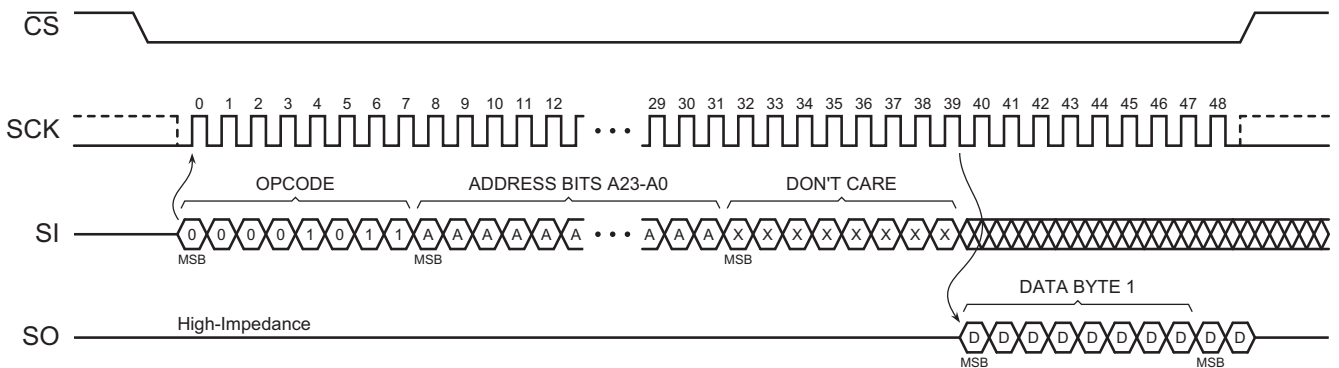 CS
0 1 2 3 4 5 6 7 8 9 10 11 12 29 30 31 32 33 34 35 36 37 38 39 40 41 42 43 44 45 46 47 48
SCK
OPCODE ADDRESS BITS A23-A0 DON'T CARE
SI 0 0 0 0 1 0 1 1 A A A A A A ··· A A A X X X X X X X X
MSB MSB MSB
DATA BYTE 1
High-Impedance
SO D D D D D D D D D D
MSB MSB